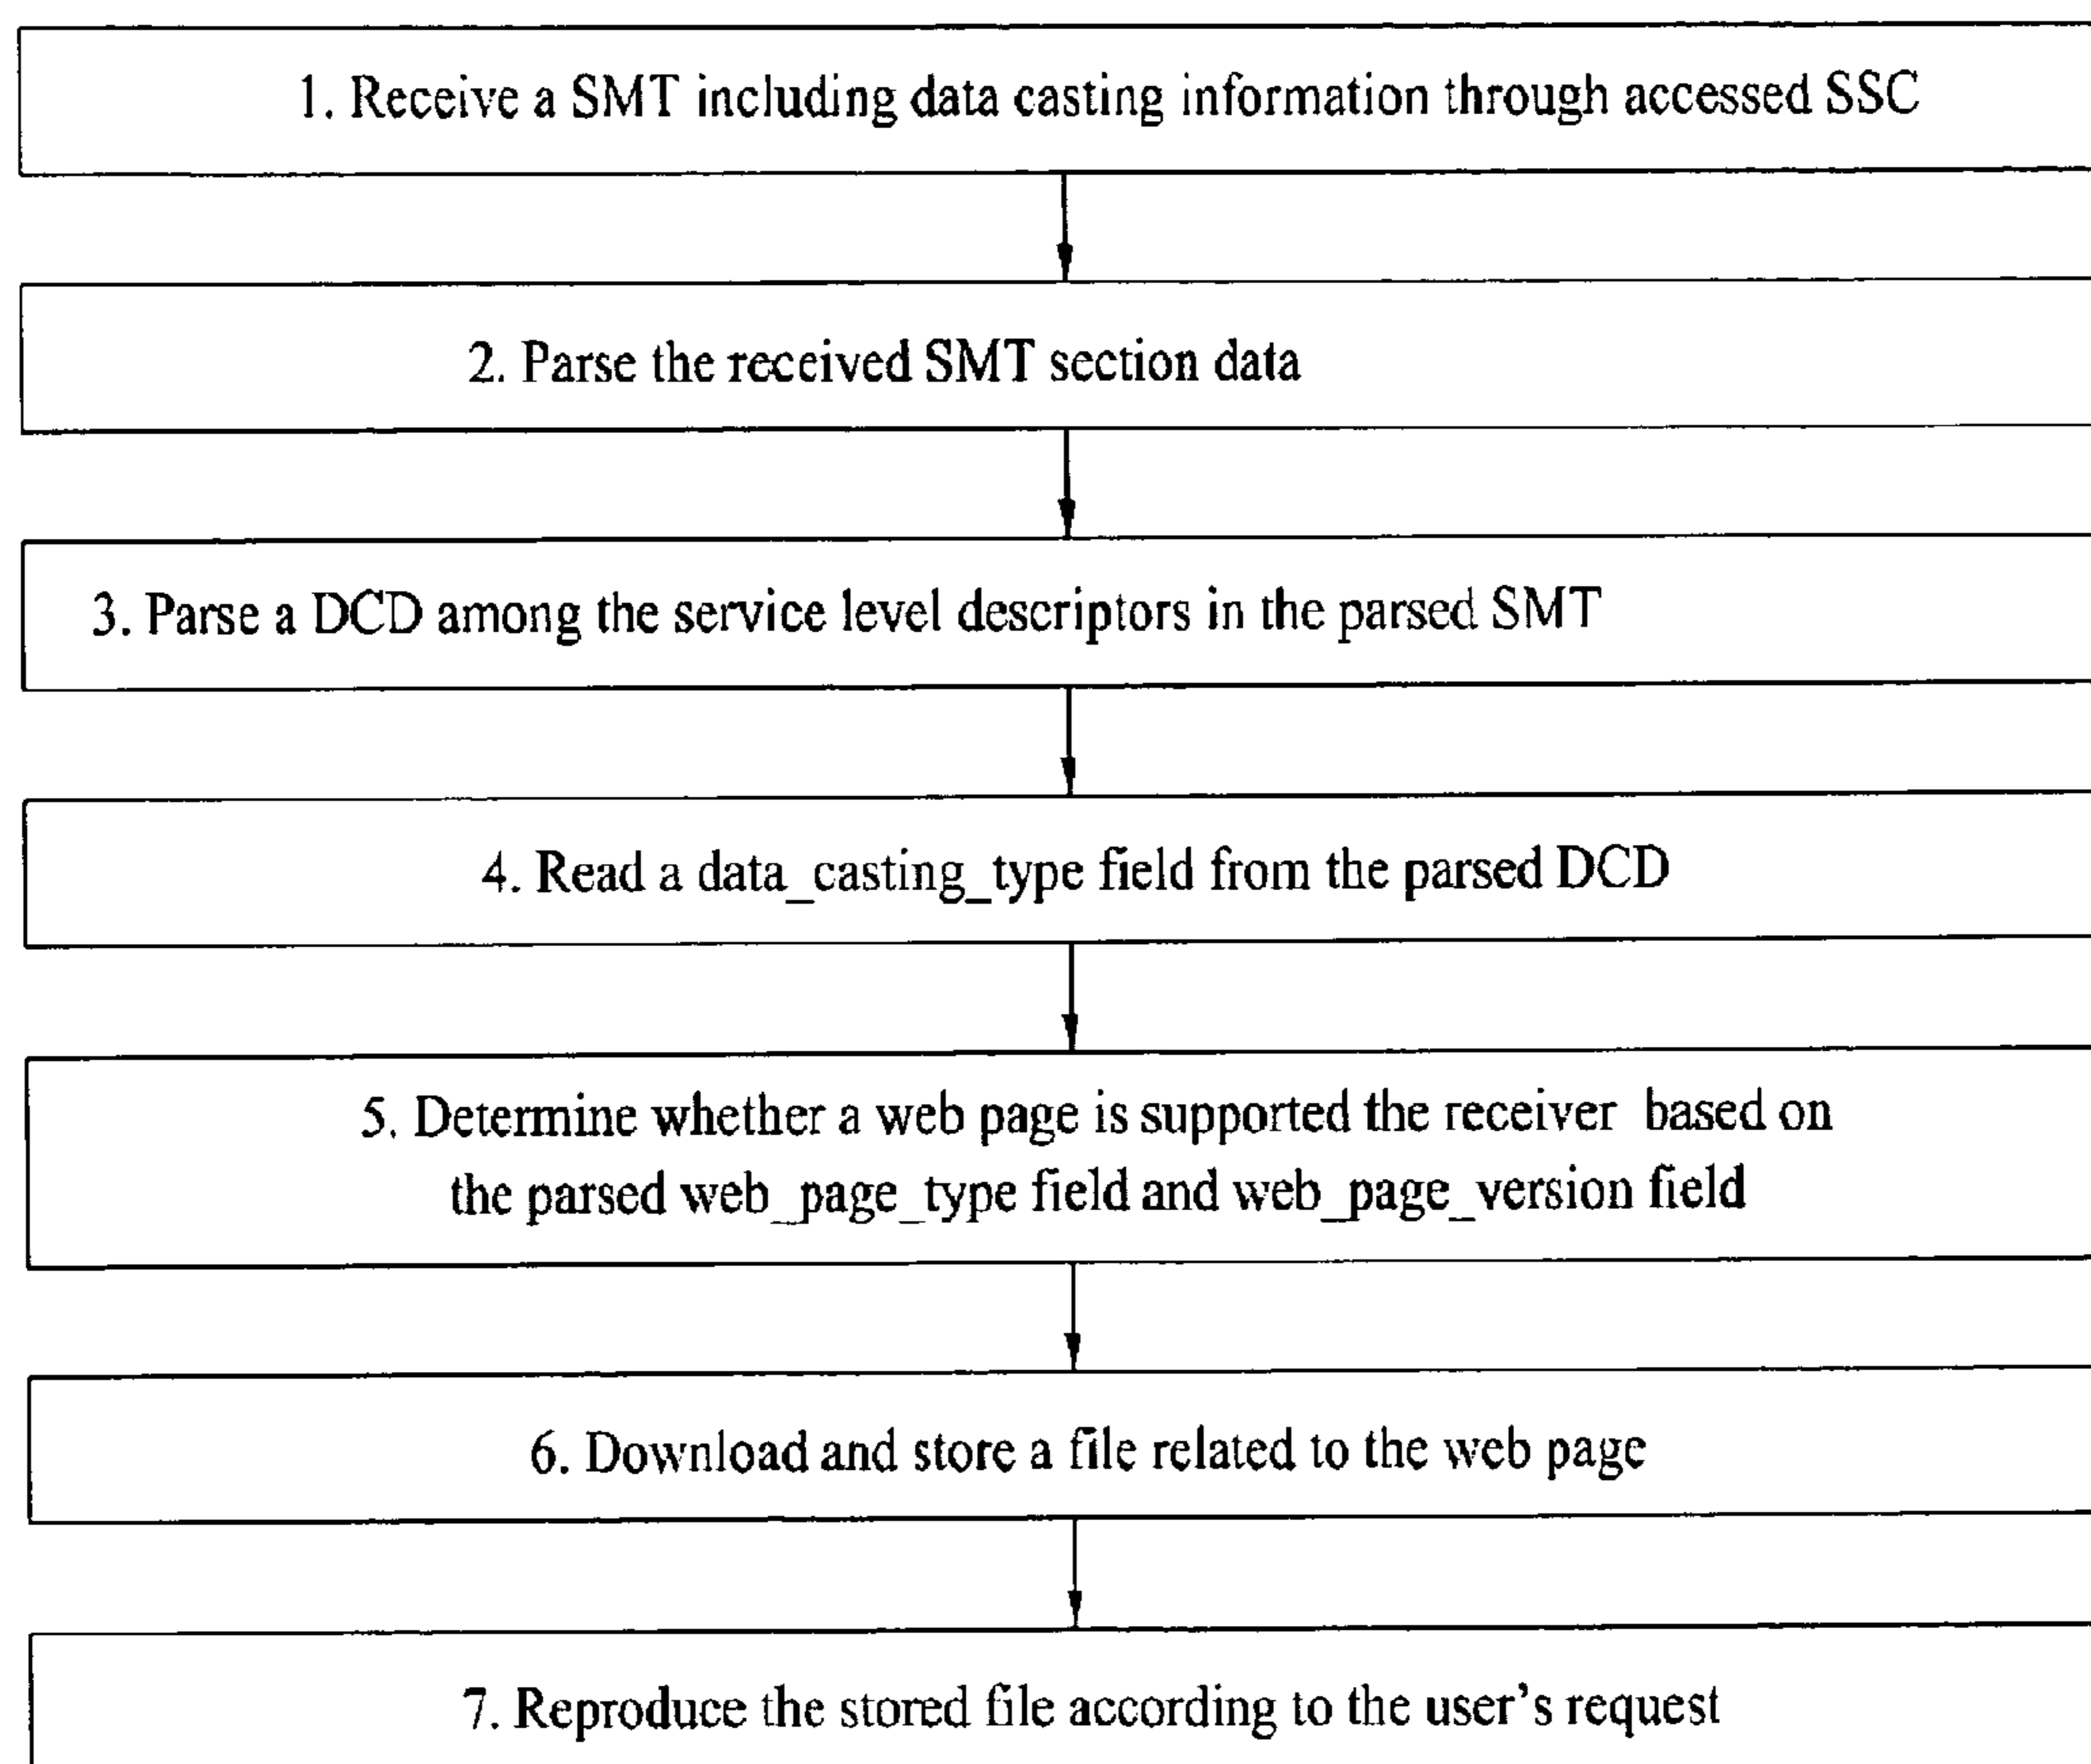 1. Receive a SMT including data casting information through accessed SSC
2. Parse the received SMT section data
3. Parse a DCD among the service level descriptors in the parsed SMT
4. Read a data_casting_type field from the parsed DCD
5. Determine whether a web page is supported the receiver based on
the parsed web_page_type field and web_page_version field
6. Download and store a file related to the web page
7. Reproduce the stored file according to the user's request